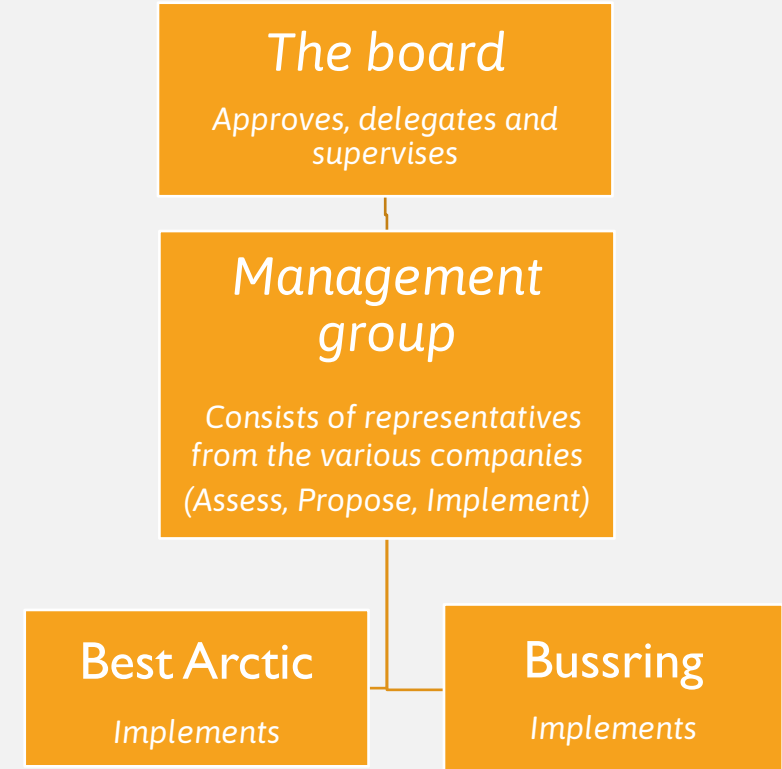 The board
Approves, delegates and
supervises
Management
group
Consists of representatives
from the various companies
(Assess, Propose, Implement)
Best Arctic
Implements
Bussring
Implements